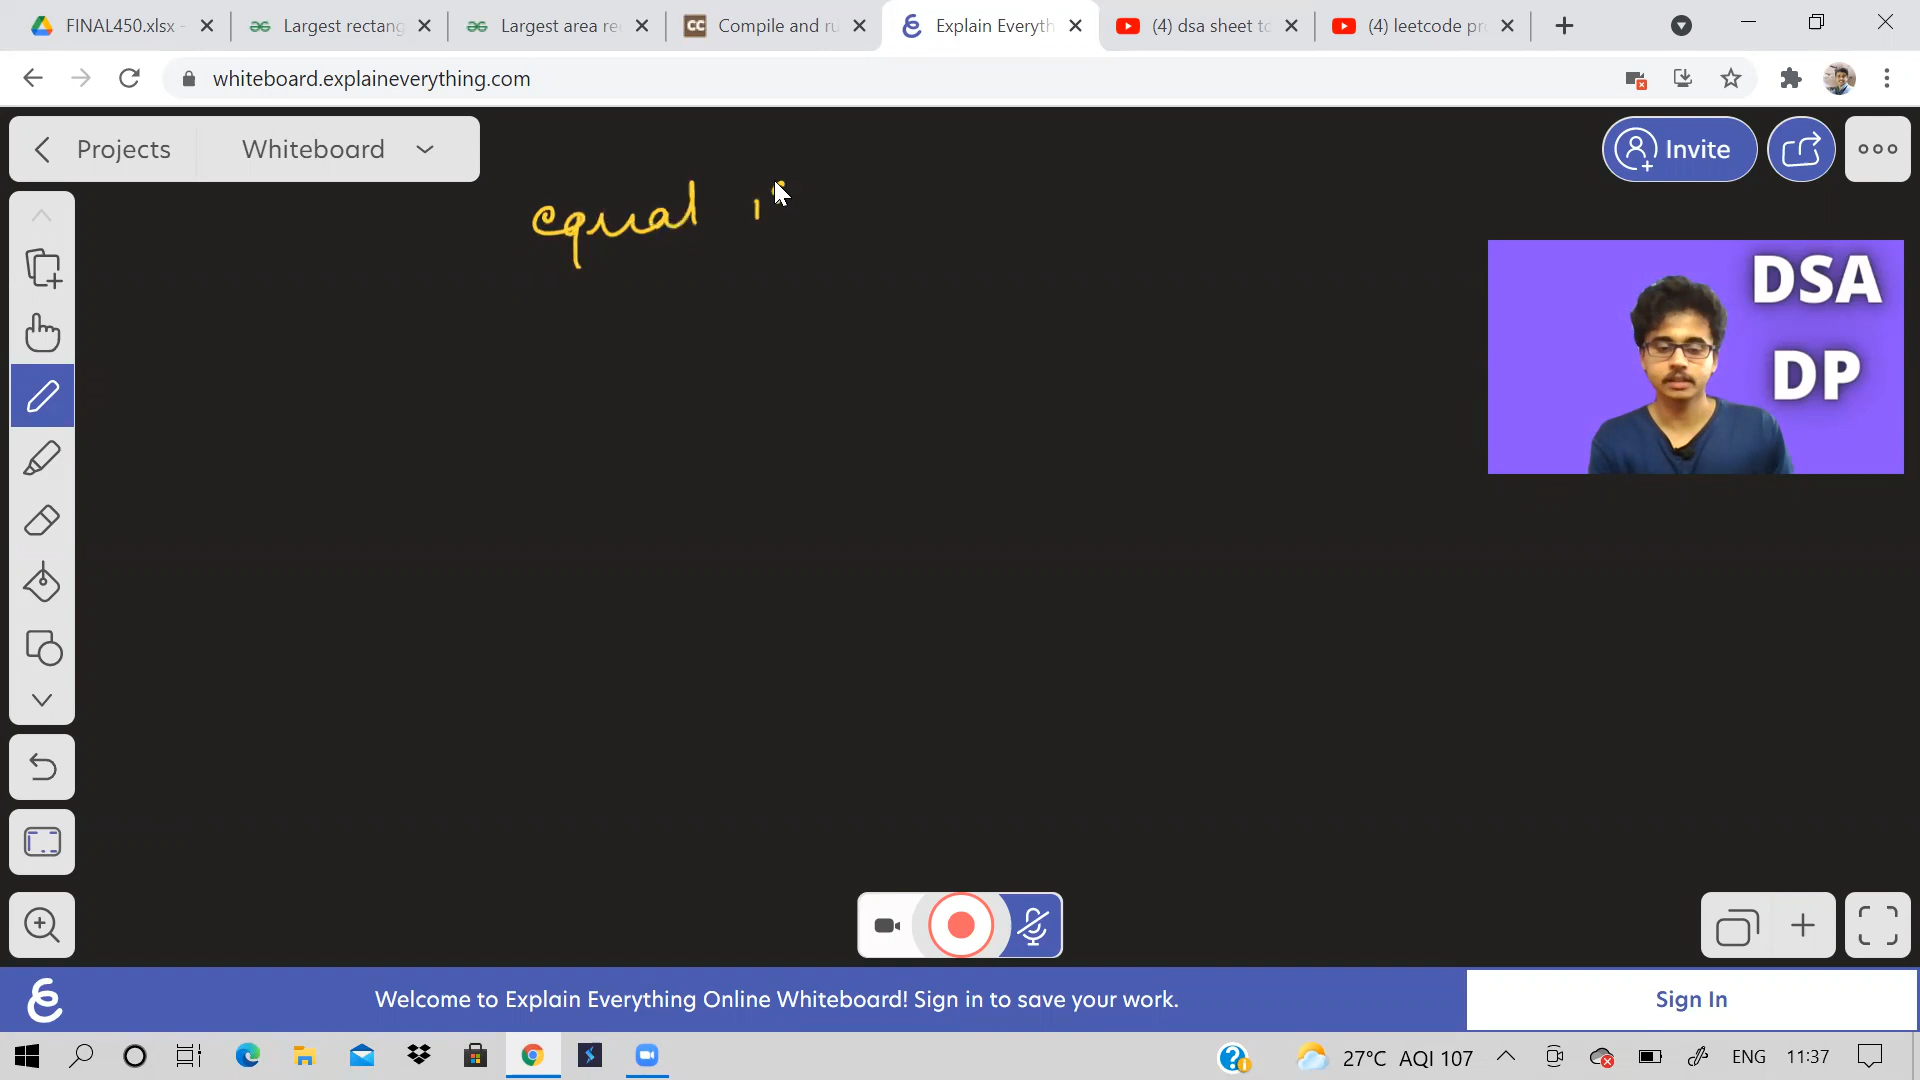 FINAL450.xlsx -
Largest rectang
Largest area re
CC
Compile and ru
Explain Everyth
(4) dsa sheet to
(4) leetcode pr
whiteboard.explaineverything.com
Projects
Whiteboard
Invite
equal
DSA
DP
Welcome to Explain Everything Online Whiteboard! Sign in to save your work.
Sign In
27°C AQI 107
ENG
11:37